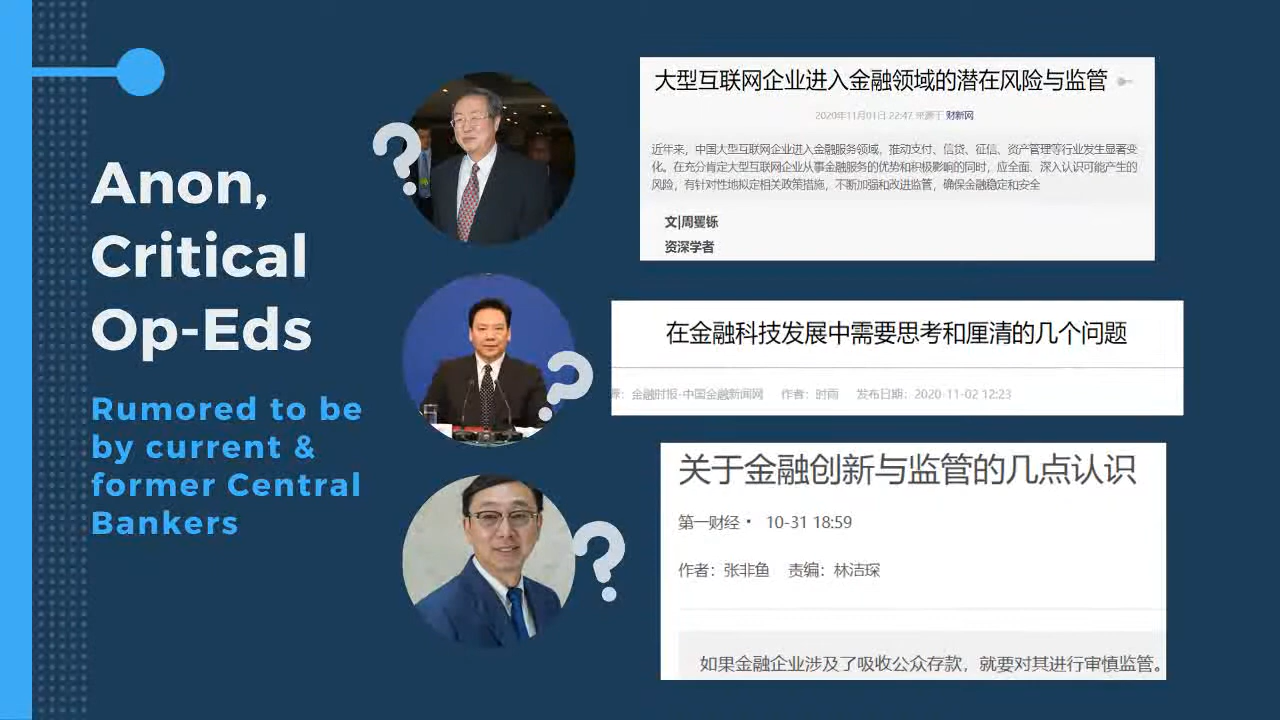 Anon,
Critical
Op-Eds
Rumored to be
by current &
former Central
Bankers
大型互联网企业进入金融领域的潜在风险与监管
2020年11月01日 22:47 来源于 财新网
近年来，中国大型互联网企业进入金融服务领域，推动支付、信贷、征信、资产管理等行业发生显著变
化。在充分肯定大型互联网企业从事金融服务的优势和积极影响的同时，应全面、深入认识可能产生的
风险，有针对性地拟定相关政策措施，不断加强和改进监管，确保金融稳定和安全
文|周矍铄
资深学者
在金融科技发展中需要思考和厘清的几个问题
源：金融时报-中国金融新闻网 作者：时雨 发布日期：2020-11-02 12:23
关于金融创新与监管的几点认识
第一财经 • 10-31 18:59
作者：张非鱼 责编：林洁琛
如果金融企业涉及了吸收公众存款，就要对其进行审慎监管。